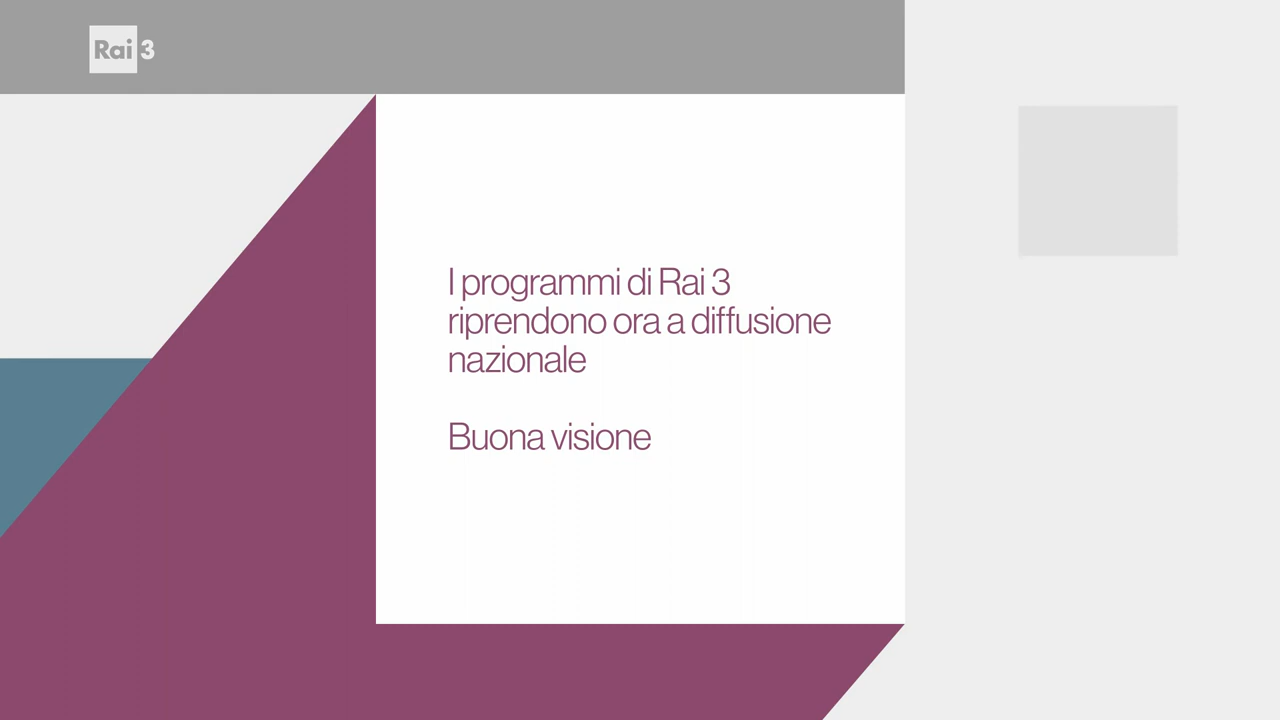 Rai 3
I programmi di Rai 3
riprendono ora a diffusione
nazionale
Buona visione